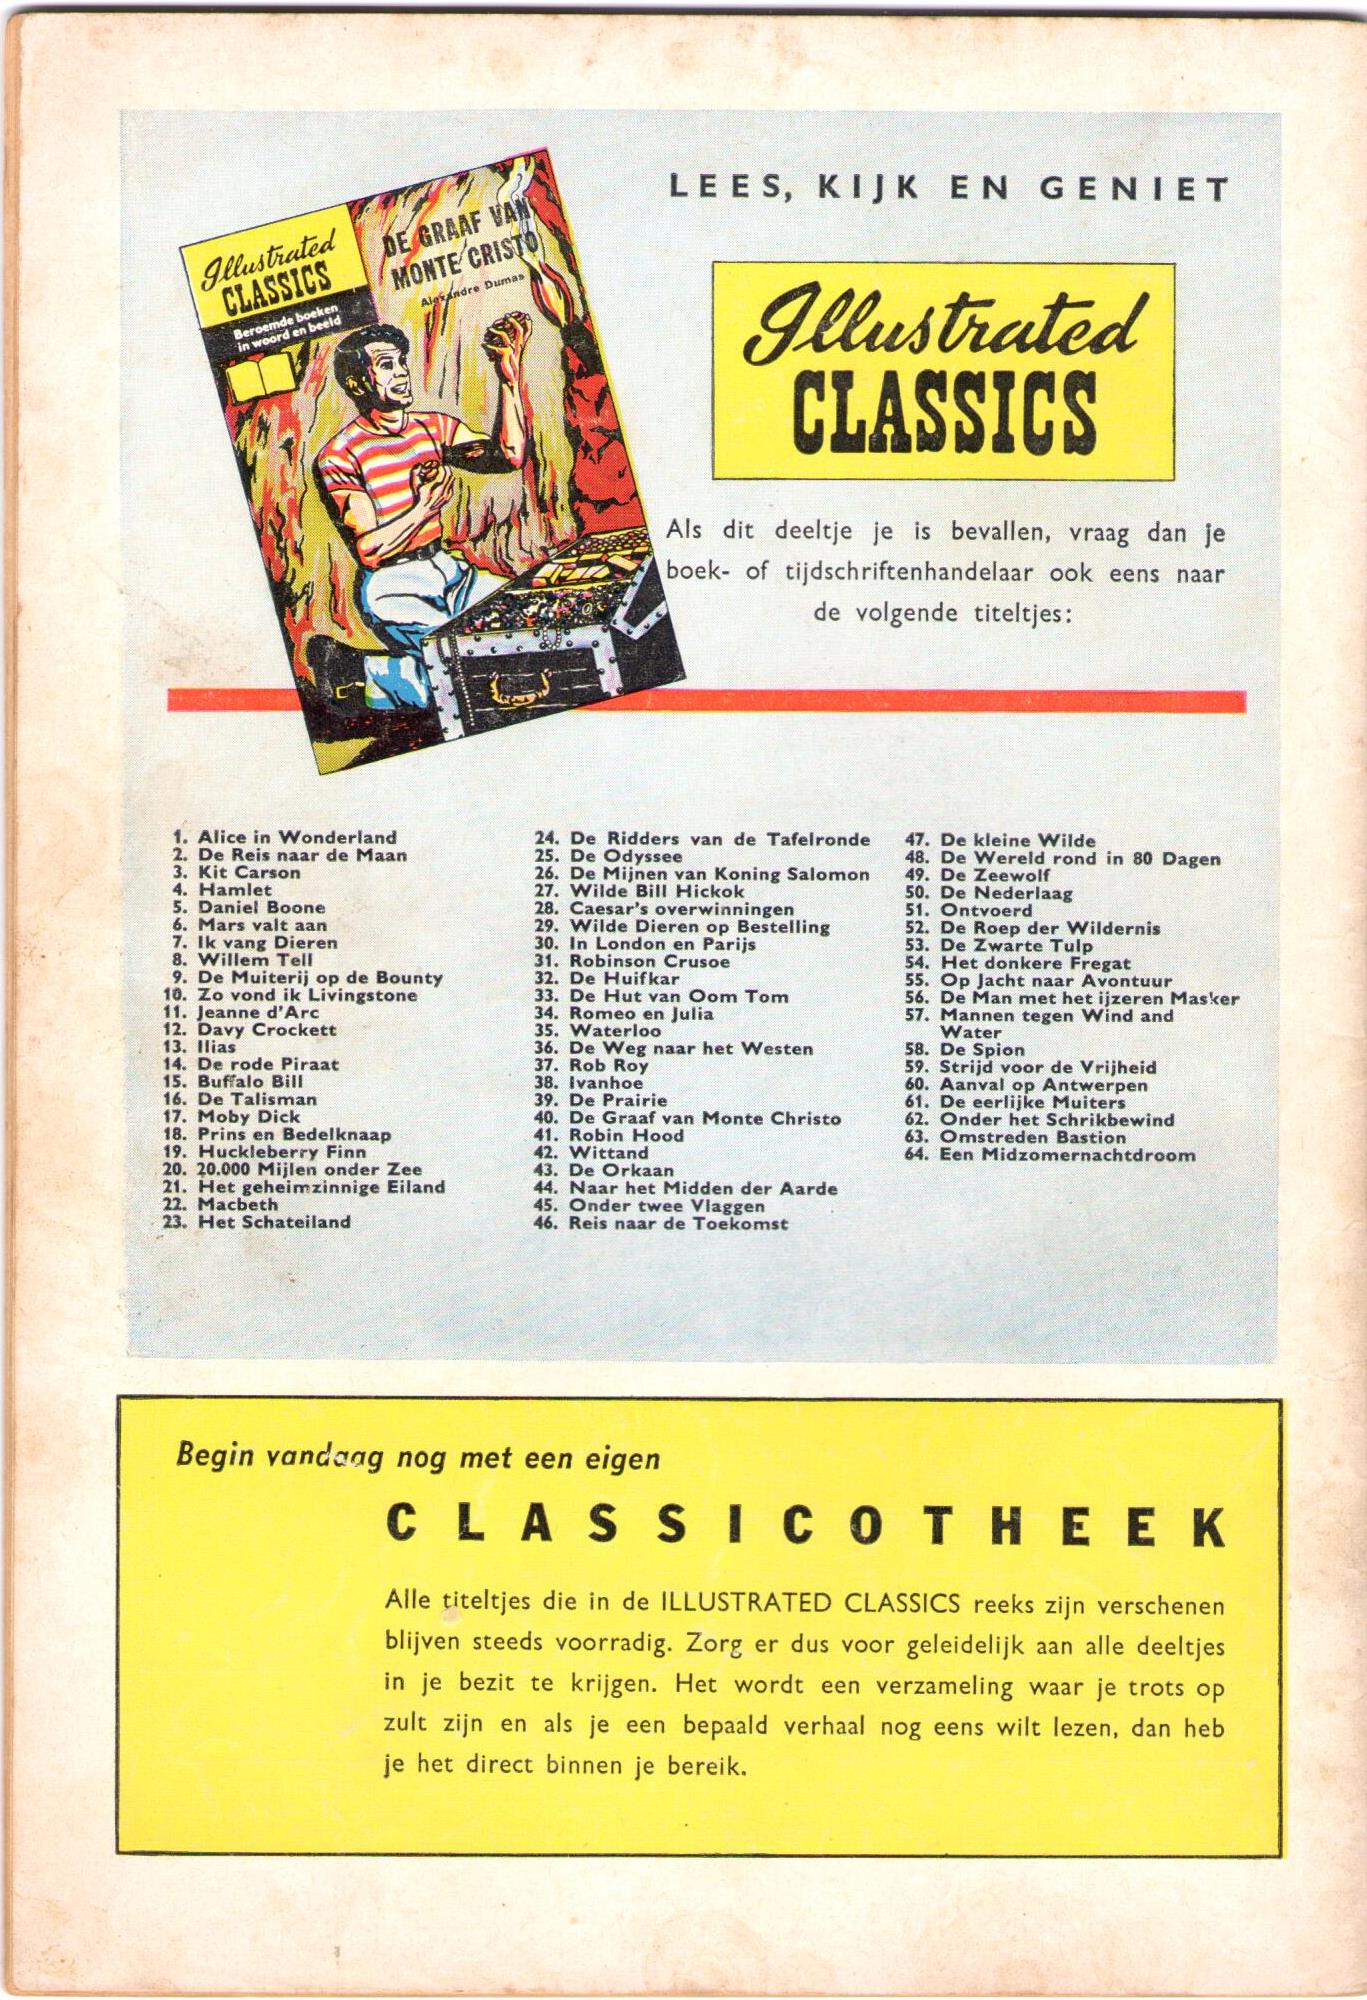 LEES, KIJK EN GENIET
Illustrated
CLASSICS
Beroemde boeken
in woord en beeld
DE GRAAF VAN
MONTE CRISTO
Alexandre Dumas
Illustrated
CLASSICS
Als dit deeltje je is bevallen, vraag dan je
boek- of tijdschriftenhandelaar ook eens naar
de volgende titeltjes:
1. Alice in Wonderland
2. De Reis naar de Maan
3. Kit Carson
4. Hamlet
5. Daniel Boone
6. Mars valt aan
7. Ik vang Dieren
8. Willem Tell
9. De Muiterij op de Bounty
10. Zo vond ik Livingstone
11. Jeanne d'Arc
12. Davy Crockett
13. Ilias
14. De rode Piraat
15. Buffalo Bill
16. De Talisman
17. Moby Dick
18. Prins en Bedelknaap
19. Huckleberry Finn
20. 20.000 Mijlen onder Zee
21. Het geheimzinnige Eiland
22. Macbeth
23. Het Schateiland
24. De Ridders van de Tafelronde
25. De Odyssee
26. De Mijnen van Koning Salomon
27. Wilde Bill Hickok
28. Caesar's overwinningen
29. Wilde Dieren op Bestelling
30. In London en Parijs
31. Robinson Crusoe
32. De Huifkar
33. De Hut van Oom Tom
34. Romeo en Julia
35. Waterloo
36. De Weg naar het Westen
37. Rob Roy
38. Ivanhoe
39. De Prairie
40. De Graaf van Monte Christo
41. Robin Hood
42. Wittand
43. De Orkaan
44. Naar het Midden der Aarde
45. Onder twee Vlaggen
46. Reis naar de Toekomst
47. De kleine Wilde
48. De Wereld rond in 80 Dagen
49. De Zeewolf
50. De Nederlaag
51. Ontvoerd
52. De Roep der Wildernis
53. De Zwarte Tulp
54. Het donkere Fregat
55. Op Jacht naar Avontuur
56. De Man met het ijzeren Masker
57. Mannen tegen Wind and
Water
58. De Spion
59. Strijd voor de Vrijheid
60. Aanval op Antwerpen
61. De eerlijke Muiters
62. Onder het Schrikbewind
63. Omstreden Bastion
64. Een Midzomernachtdroom
Begin vandaag nog met een eigen
CLASSICOTHEEK
Alle titeltjes die in de ILLUSTRATED CLASSICS reeks zijn verschenen
blijven steeds voorradig. Zorg er dus voor geleidelijk aan alle deeltjes
in je bezit te krijgen. Het wordt een verzameling waar je trots op
zult zijn en als je een bepaald verhaal nog eens wilt lezen, dan heb
je het direct binnen je bereik.